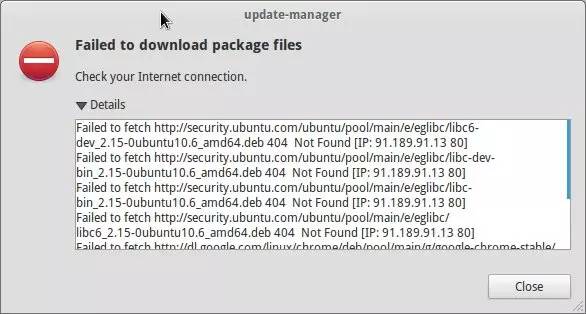 update-manager
Failed to download package files
Check your Internet connection.
Details
Failed to fetch http://security.ubuntu.com/ubuntu/pool/main/e/eglibc/libc6-
dev_2.15-0ubuntu10.6_amd64.deb 404  Not Found [IP: 91.189.91.13 80]
Failed to fetch http://security.ubuntu.com/ubuntu/pool/main/e/eglibc/libc-dev-
bin_2.15-0ubuntu10.6_amd64.deb 404  Not Found [IP: 91.189.91.13 80]
Failed to fetch http://security.ubuntu.com/ubuntu/pool/main/e/eglibc/libc-
bin_2.15-0ubuntu10.6_amd64.deb 404  Not Found [IP: 91.189.91.13 80]
Failed to fetch http://security.ubuntu.com/ubuntu/pool/main/e/eglibc/
libc6_2.15-0ubuntu10.6_amd64.deb 404  Not Found [IP: 91.189.91.13 80]
Failed to fetch http://dl.google.com/linux/chrome/deb/pool/main/g/google-chrome-stable/
Close